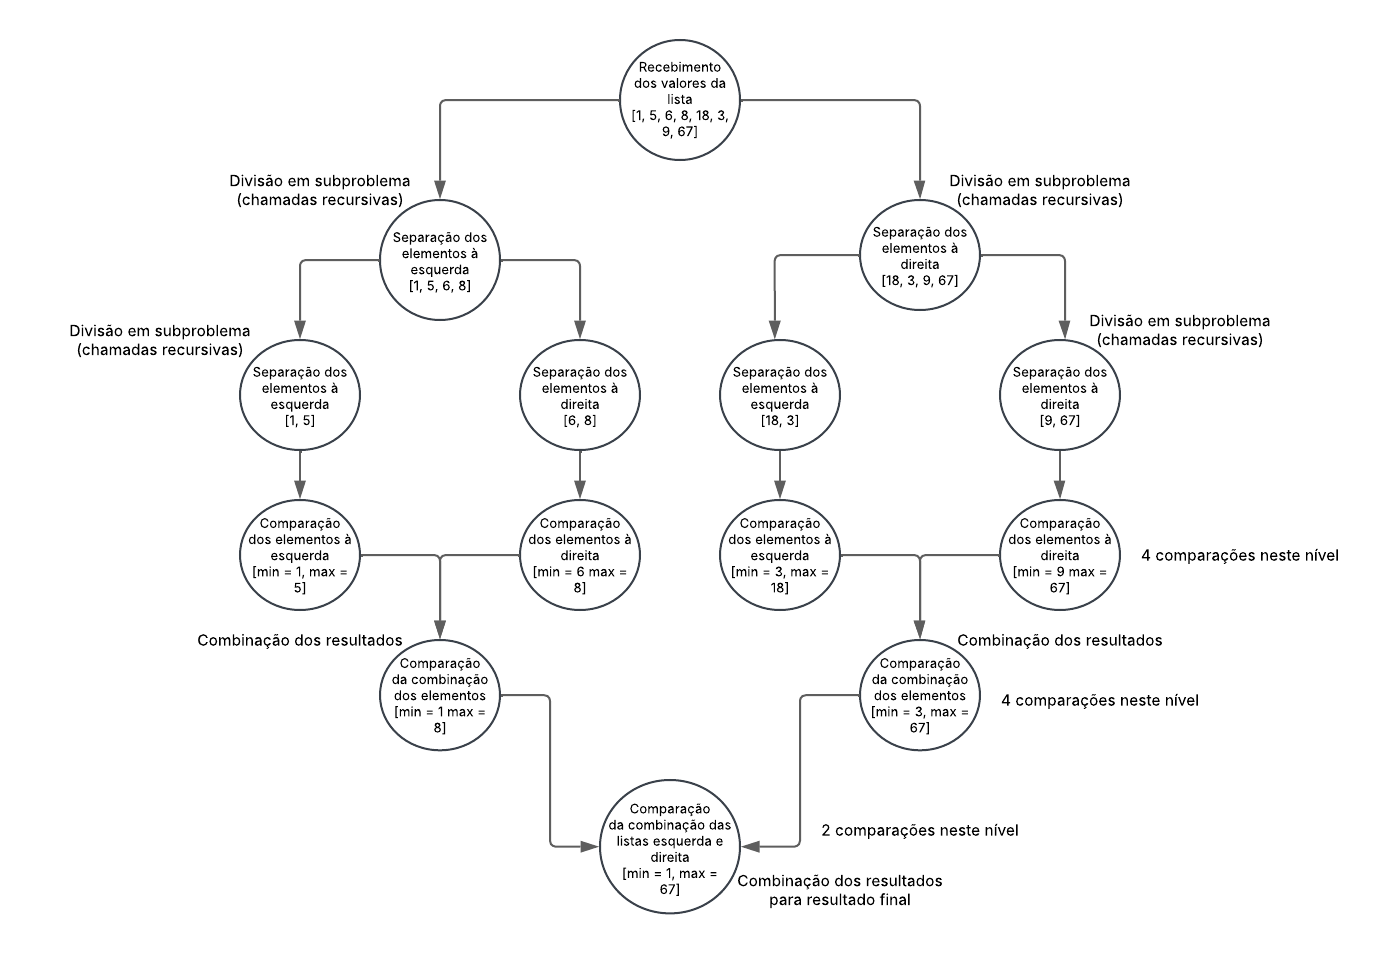 Recebimento
dos valores da
lista
[1, 5, 6, 8, 18, 3,
9, 67]
Divisão em subproblema
(chamadas recursivas)
Divisão em subproblema
(chamadas recursivas)
Separação dos
elementos à
esquerda
[1, 5, 6, 8]
Separação dos
elementos à
direita
[18, 3, 9, 67]
Divisão em subproblema
(chamadas recursivas)
Divisão em subproblema
(chamadas recursivas)
Separação dos
elementos à
esquerda
[1, 5]
Separação dos
elementos à
direita
[6, 8]
Separação dos
elementos à
esquerda
[18, 3]
Separação dos
elementos à
direita
[9, 67]
Comparação
dos elementos à
esquerda
[min = 1, max =
5]
Comparação
dos elementos à
direita
[min = 6 max =
8]
Comparação
dos elementos à
esquerda
[min = 3, max =
18]
Comparação
dos elementos à
direita
[min = 9 max =
67]
4 comparações neste nível
Combinação dos resultados
Combinação dos resultados
Comparação
da combinação
dos elementos
[min = 1 max =
8]
Comparação
da combinação
dos elementos
[min = 3, max =
67]
4 comparações neste nível
Comparação
da combinação das
listas esquerda e
direita
[min = 1, max =
67]
2 comparações neste nível
Combinação dos resultados
para resultado final